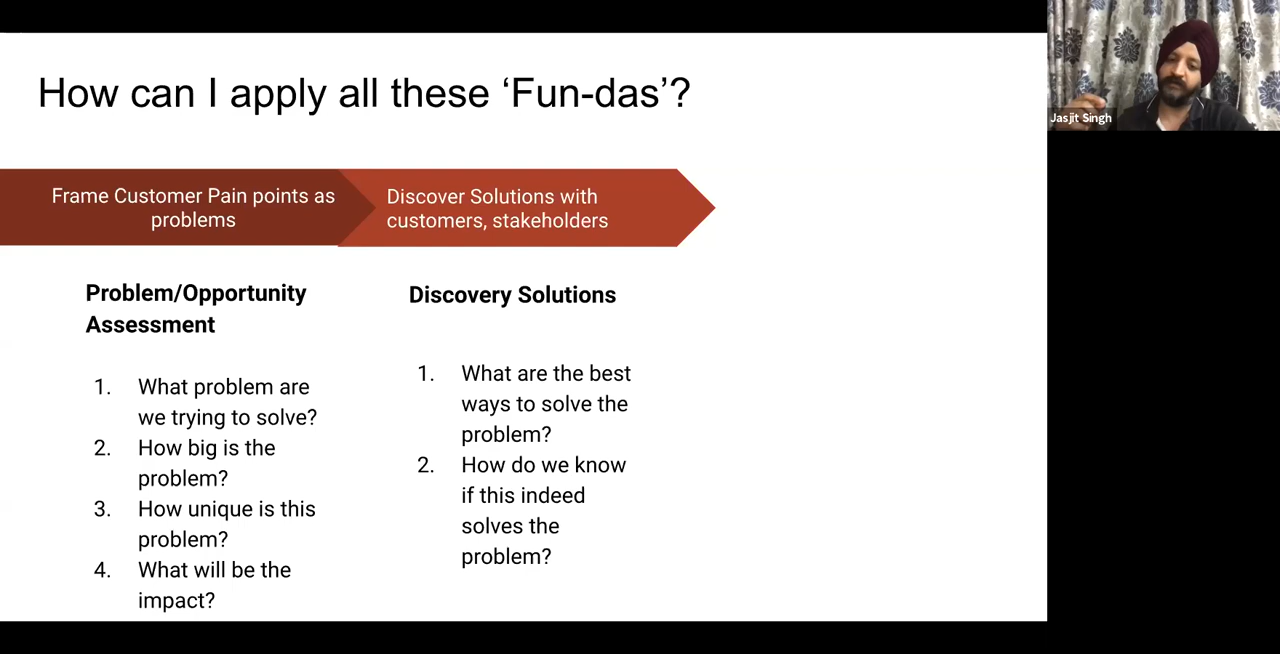 How can I apply all these ‘Fun-das’?
Jasjit Singh
Frame Customer Pain points as
problems
Discover Solutions with
customers, stakeholders
Problem/Opportunity
Assessment
1. What problem are
we trying to solve?
2. How big is the
problem?
3. How unique is this
problem?
4. What will be the
impact?
Discovery Solutions
1. What are the best
ways to solve the
problem?
2. How do we know
if this indeed
solves the
problem?